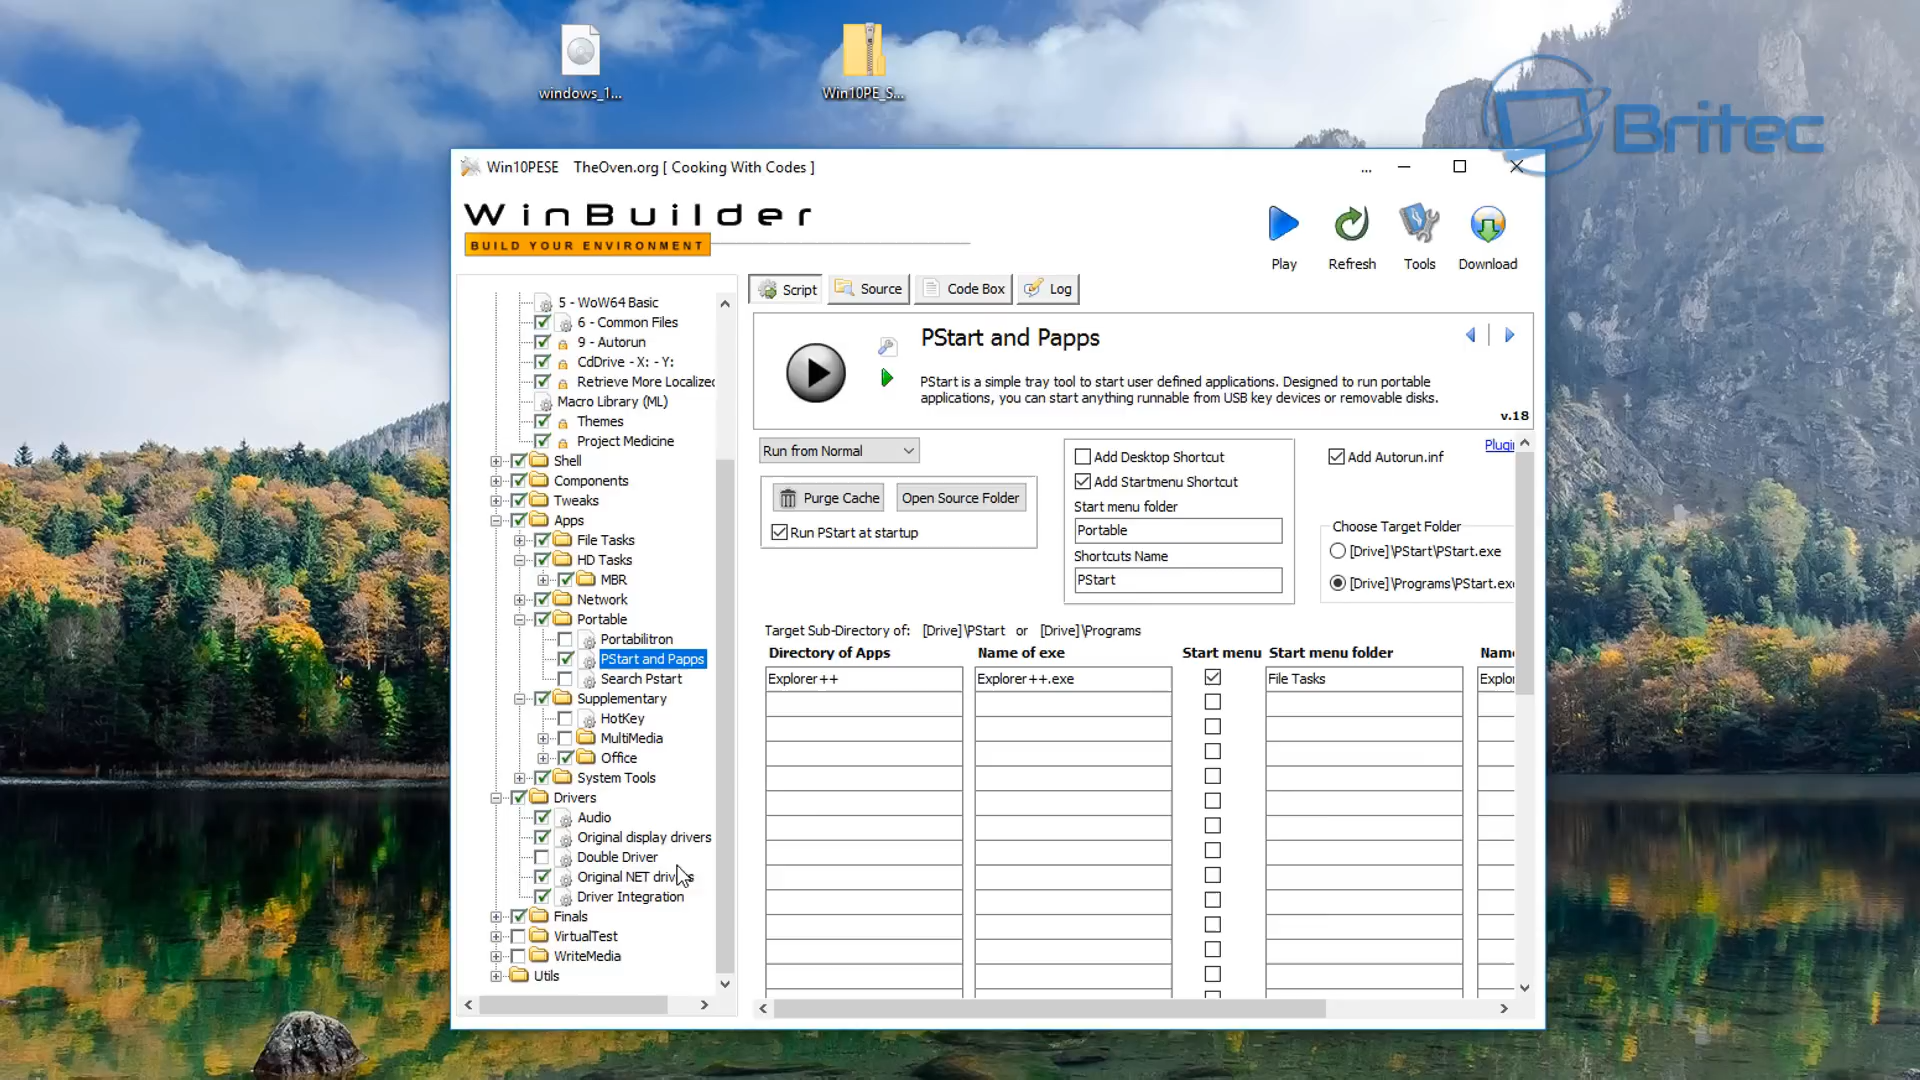 windows_1...
Win10PE_S...
Britec
Win10PESE TheOven.org [ Cooking With Codes ]
...
WinBuilder
BUILD YOUR ENVIRONMENT
Play
Refresh
Tools
Download
Script
Source
Code Box
Log
5 - WoW64 Basic
6 - Common Files
9 - Autorun
CdDrive - X: - Y:
Retrieve More Localized
Macro Library (ML)
Themes
Project Medicine
Shell
Components
Tweaks
Apps
File Tasks
HD Tasks
MBR
Network
Portable
Portabilitron
PStart and Papps
Search Pstart
Supplementary
HotKey
MultiMedia
Office
System Tools
Drivers
Audio
Original display drivers
Double Driver
Original NET drivers
Driver Integration
Finals
VirtualTest
WriteMedia
Utils
PStart and Papps
PStart is a simple tray tool to start user defined applications. Designed to run portable
applications, you can start anything runnable from USB key devices or removable disks.
v.18
Run from Normal
Purge Cache
Open Source Folder
Run PStart at startup
Add Desktop Shortcut
Add Startmenu Shortcut
Start menu folder
Portable
Shortcuts Name
PStart
Plugin
Add Autorun.inf
Choose Target Folder
[Drive]\PStart\PStart.exe
[Drive]\Programs\PStart.exe
Target Sub-Directory of: [Drive]\PStart or [Drive]\Programs
Directory of Apps Name of exe Start menu Start menu folder Name
Explorer++ Explorer++.exe File Tasks Explor